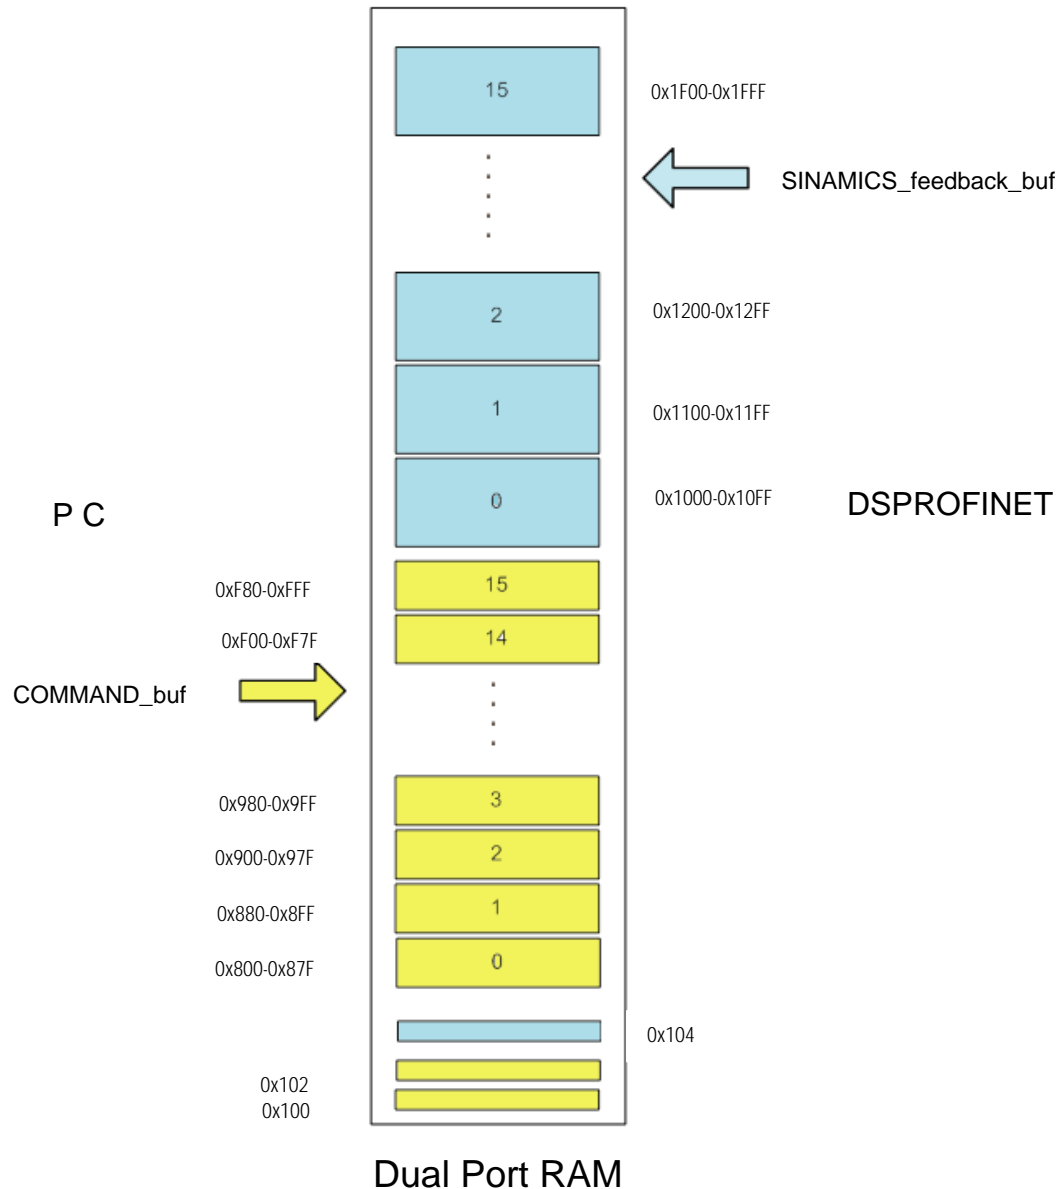 15
0x1F00-0x1FFF
SINAMICS_feedback_buf
2
0x1200-0x12FF
1
0x1100-0x11FF
0
0x1000-0x10FF
DSPROFINET
P C
0xF80-0xFFF
15
0xF00-0xF7F
14
COMMAND_buf
0x980-0x9FF
3
0x900-0x97F
2
0x880-0x8FF
1
0x800-0x87F
0
0x104
0x102
0x100
Dual Port RAM